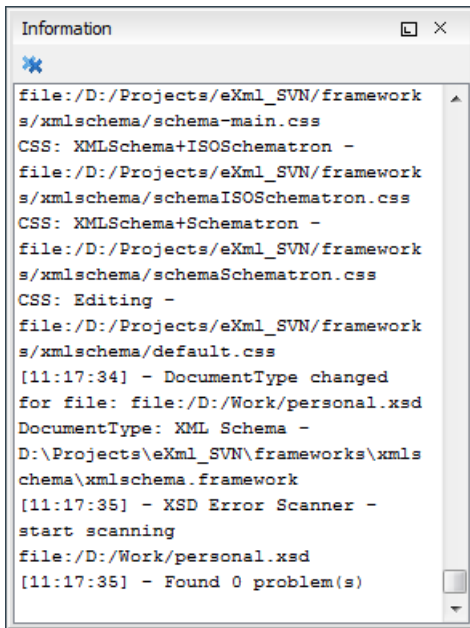 Information
file:/D:/Projects/eXml_SVN/framework
s/xmlschema/schema-main.css
CSS: XMLSchema+ISOSchematron -
file:/D:/Projects/eXml_SVN/framework
s/xmlschema/schemaISOSchematron.css
CSS: XMLSchema+Schematron -
file:/D:/Projects/eXml_SVN/framework
s/xmlschema/schemaSchematron.css
CSS: Editing -
file:/D:/Projects/eXml_SVN/framework
s/xmlschema/default.css
[11:17:34] - DocumentType changed
for file: file:/D:/Work/personal.xsd
DocumentType: XML Schema -
D:\Projects\eXml_SVN\frameworks\xmls
chema\xmlschema.framework
[11:17:35] - XSD Error Scanner -
start scanning
file:/D:/Work/personal.xsd
[11:17:35] - Found 0 problem(s)